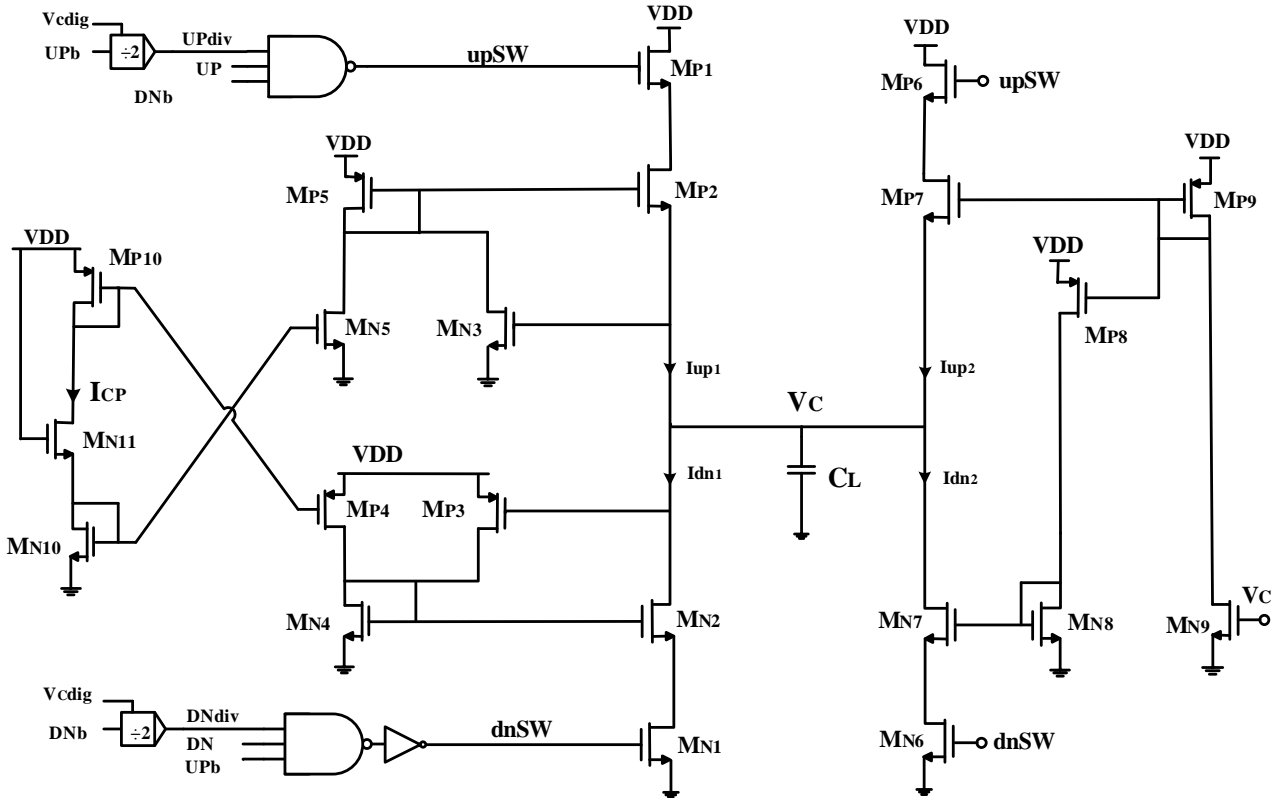 Vcdig
UPb
÷2
UPdiv
UP
DNb
upSW
VDD
MP1
VDD
MP6
upSW
VDD
MP5
MP2
MP7
VDD
MP9
VDD
MP10
VDD
MP8
MN5
MN3
ICP
Iup1
Iup2
MN11
VC
CL
VDD
Idn1
Idn2
MP4
MP3
MN10
MN4
MN2
MN7
MN8
MN9
VC
Vcdig
DNb
÷2
DNdiv
DN
UPb
dnSW
MN1
MN6
dnSW